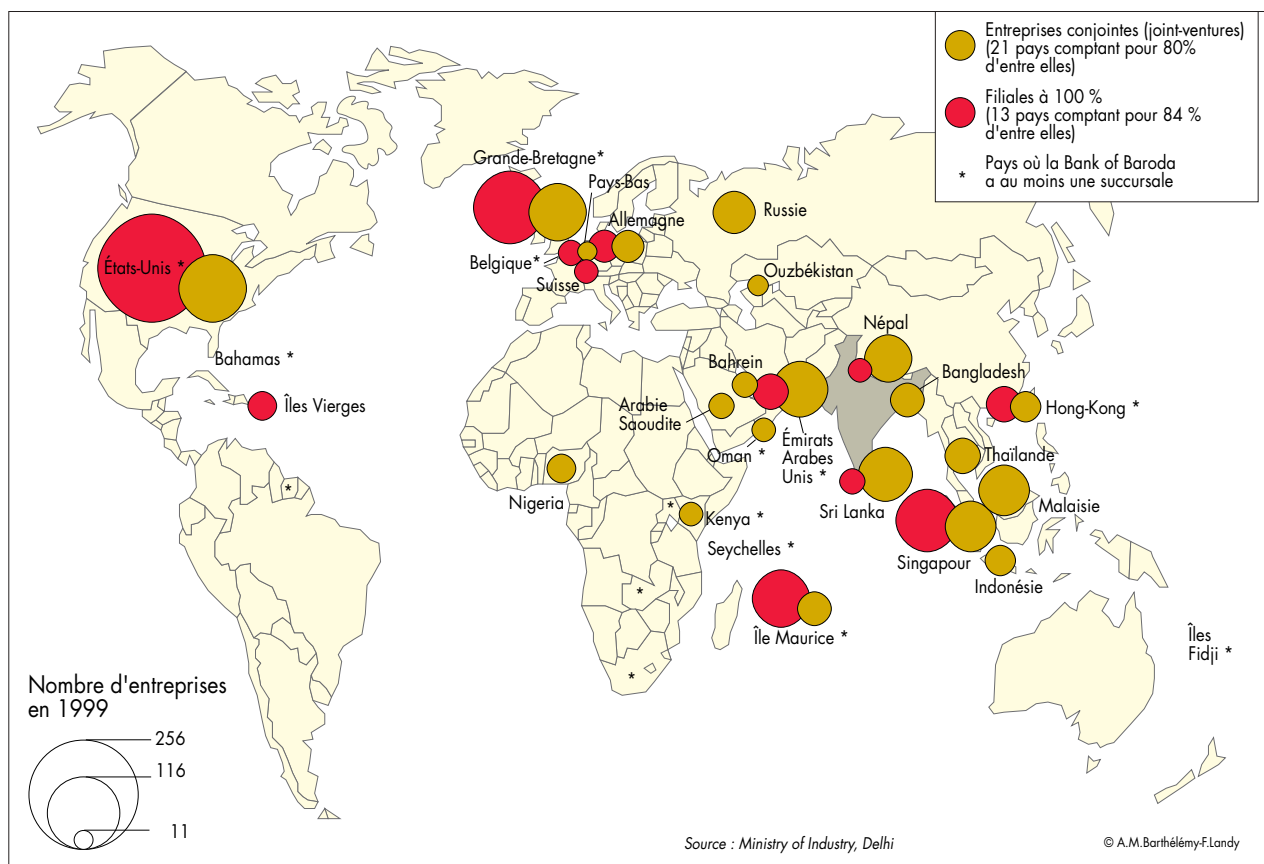 Entreprises conjointes (joint-ventures)
(21 pays comptant pour 80%
d'entre elles)
Filiales à 100 %
(13 pays comptant pour 84 %
d'entre elles)
* Pays où la Bank of Baroda
a au moins une succursale
Grande-Bretagne*
Pays-Bas
Allemagne
Russie
Belgique*
Suisse
États-Unis *
Ouzbékistan
Bahamas *
Îles Vierges
Népal
Bahrein
Bangladesh
Arabie
Saoudite
Hong-Kong *
Oman *
Émirats
Arabes
Unis *
Thaïlande
Nigeria
Sri Lanka
Malaisie
*
*
Kenya *
Seychelles *
Singapour
Indonésie
*
Île Maurice *
Îles
Fidji *
*
Nombre d'entreprises
en 1999
256
116
11
Source : Ministry of Industry, Delhi
© A.M.Barthélémy-F.Landy